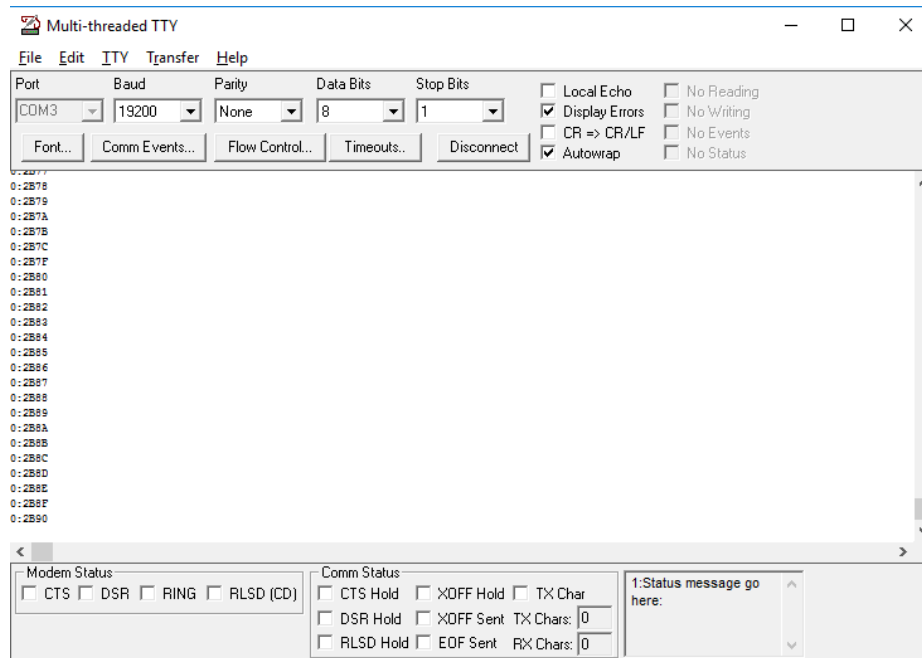 Multi-threaded TTY
File Edit TTY Transfer Help
Port Baud Parity Data Bits Stop Bits
COM3 19200 None 8 1
Font... Comm Events... Flow Control... Timeouts.. Disconnect
Local Echo No Reading
Display Errors No Writing
CR => CR/LF No Events
Autowrap No Status
0:2B77
0:2B78
0:2B79
0:2B7A
0:2B7B
0:2B7C
0:2B7F
0:2B80
0:2B81
0:2B82
0:2B83
0:2B84
0:2B85
0:2B86
0:2B87
0:2B88
0:2B89
0:2B8A
0:2B8B
0:2B8C
0:2B8D
0:2B8E
0:2B8F
0:2B90
Modem Status
CTS DSR RING RLSD (CD)
Comm Status
CTS Hold XOFF Hold TX Char
DSR Hold XOFF Sent TX Chars: 0
RLSD Hold EOF Sent RX Chars: 0
1:Status message go
here: